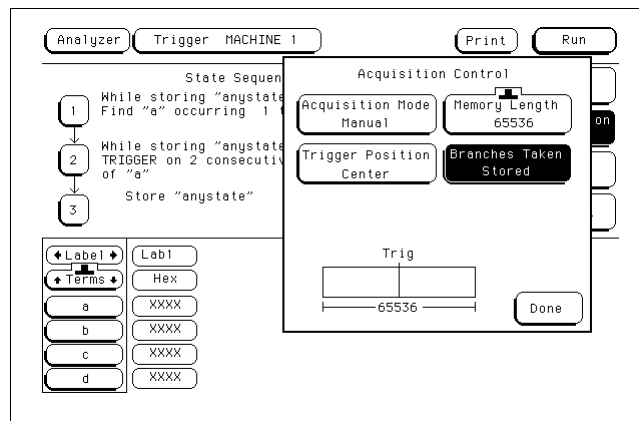 Analyzer
Trigger MACHINE 1
Print
Run
State Sequen
While storing "anystate
Find "a" occurring 1
1
While storing "anystate
TRIGGER on 2 consecutiv
of "a"
2
Store "anystate"
3
Acquisition Control
Acquisition Mode
Manual
Memory Length
65536
Trigger Position
Center
Branches Taken
Stored
on
Trig
65536
Done
Label
Lab1
Terms
Hex
a
XXXX
b
XXXX
c
XXXX
d
XXXX